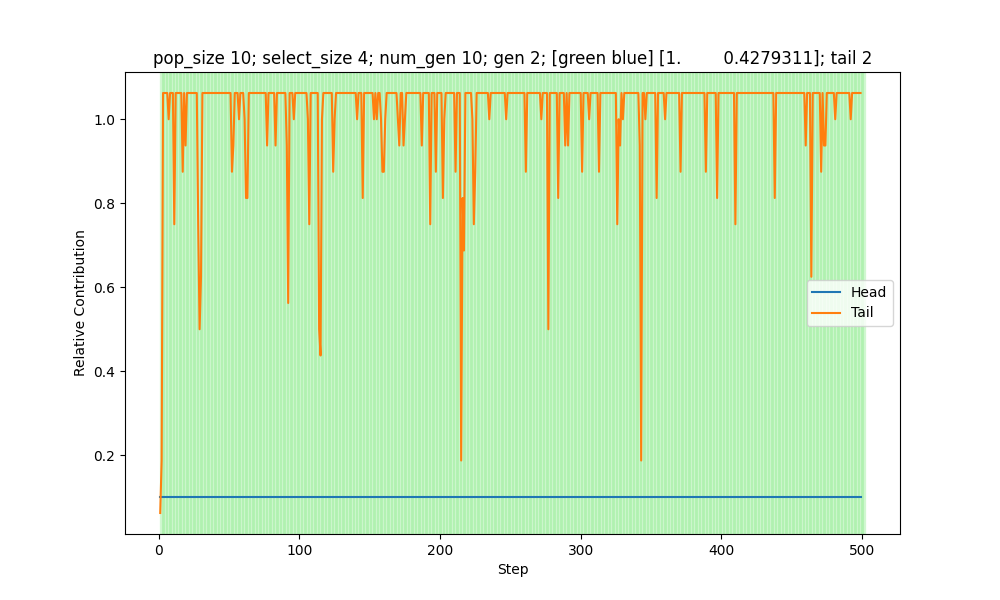 pop_size 10; select_size 4; num_gen 10; gen 2; [green blue] [1.        0.4279311]; tail 2
1.0
0.8
0.6
0.4
0.2
Relative Contribution
Head
Tail
0 100 200 300 400 500
Step